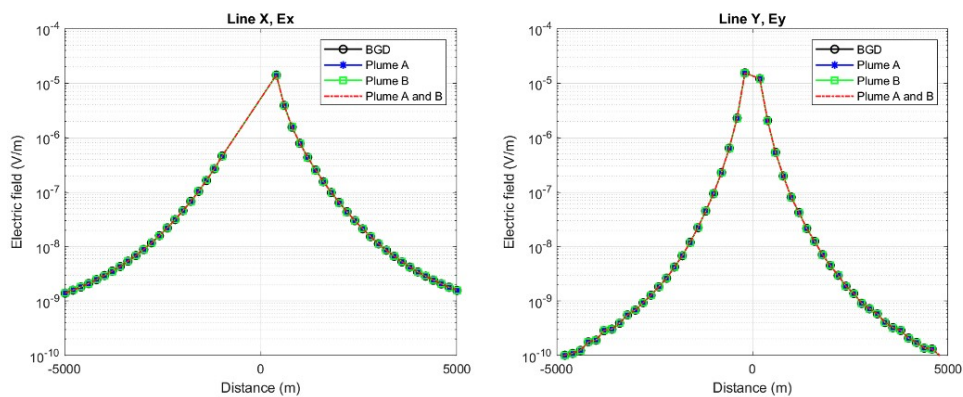 Line X, Ex
10^-4
10^-5
10^-6
10^-7
10^-8
10^-9
10^-10
Electric field (V/m)
-5000
0
5000
Distance (m)
BGD
Plume A
Plume B
Plume A and B
Line Y, Ey
10^-4
10^-5
10^-6
10^-7
10^-8
10^-9
10^-10
Electric field (V/m)
-5000
0
5000
Distance (m)
BGD
Plume A
Plume B
Plume A and B